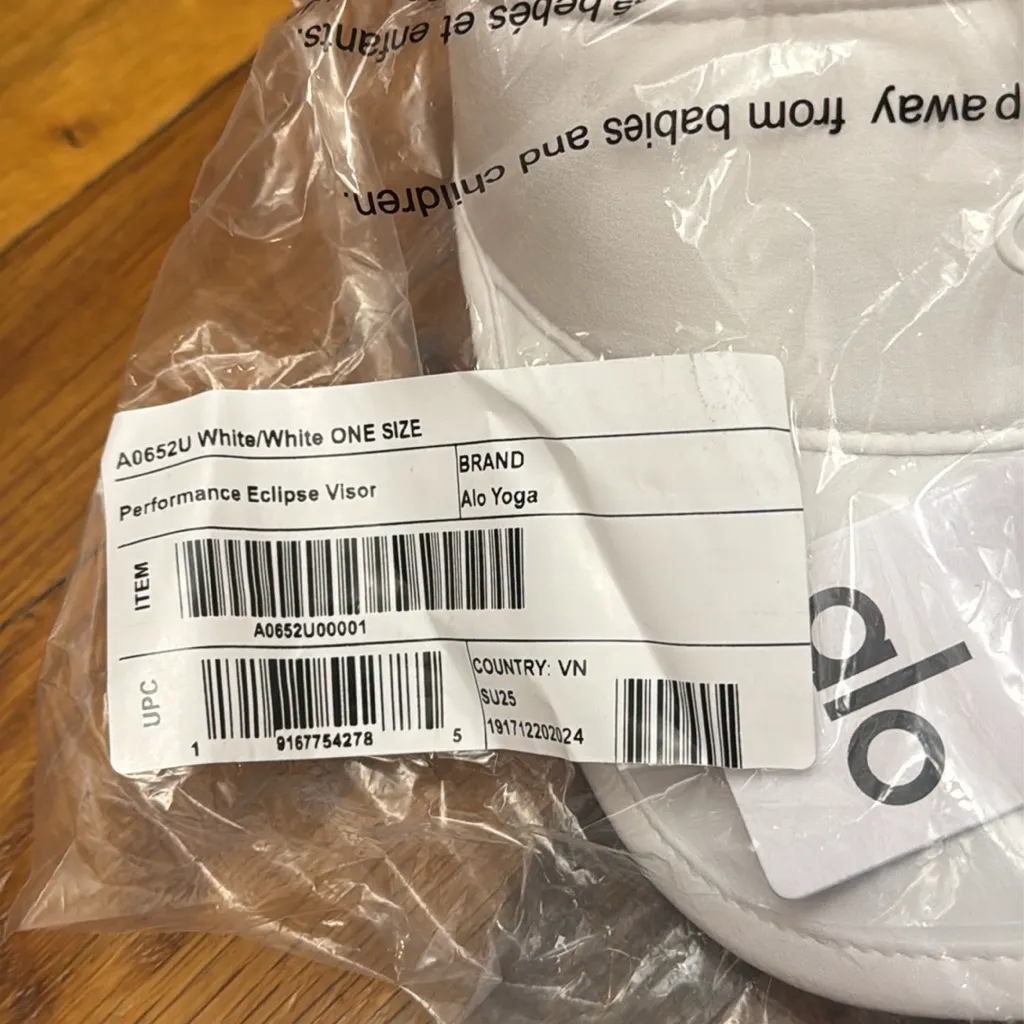 bébés et enfants.
away from babies and children.
A0652U White/White ONE SIZE
Performance Eclipse Visor
BRAND
Alo Yoga
ITEM
A0652U00001
UPC
1 9167754278 5
COUNTRY: VN
SU25
191712202024
alo